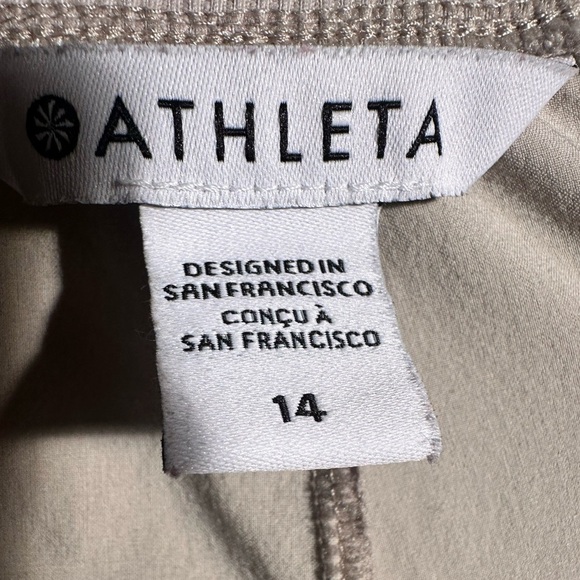 ATHLETA
DESIGNED IN
SAN FRANCISCO
CONÇU À
SAN FRANCISCO
14